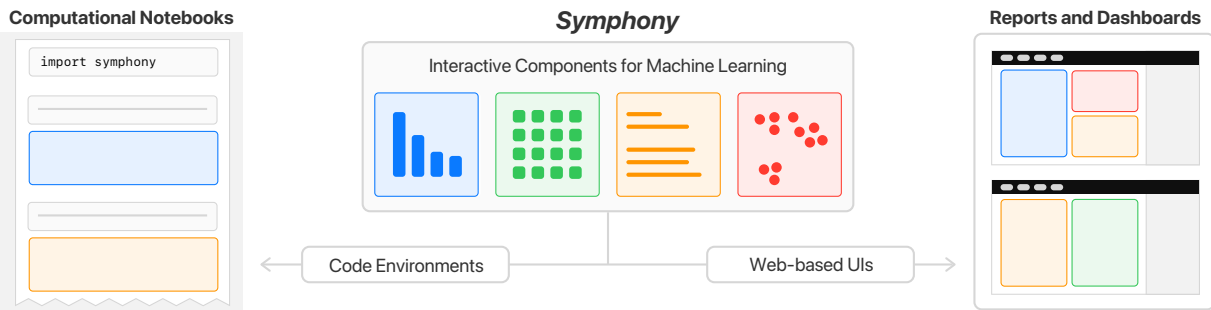 Computational Notebooks
import symphony
Symphony
Interactive Components for Machine Learning
Code Environments
Web-based UIs
Reports and Dashboards